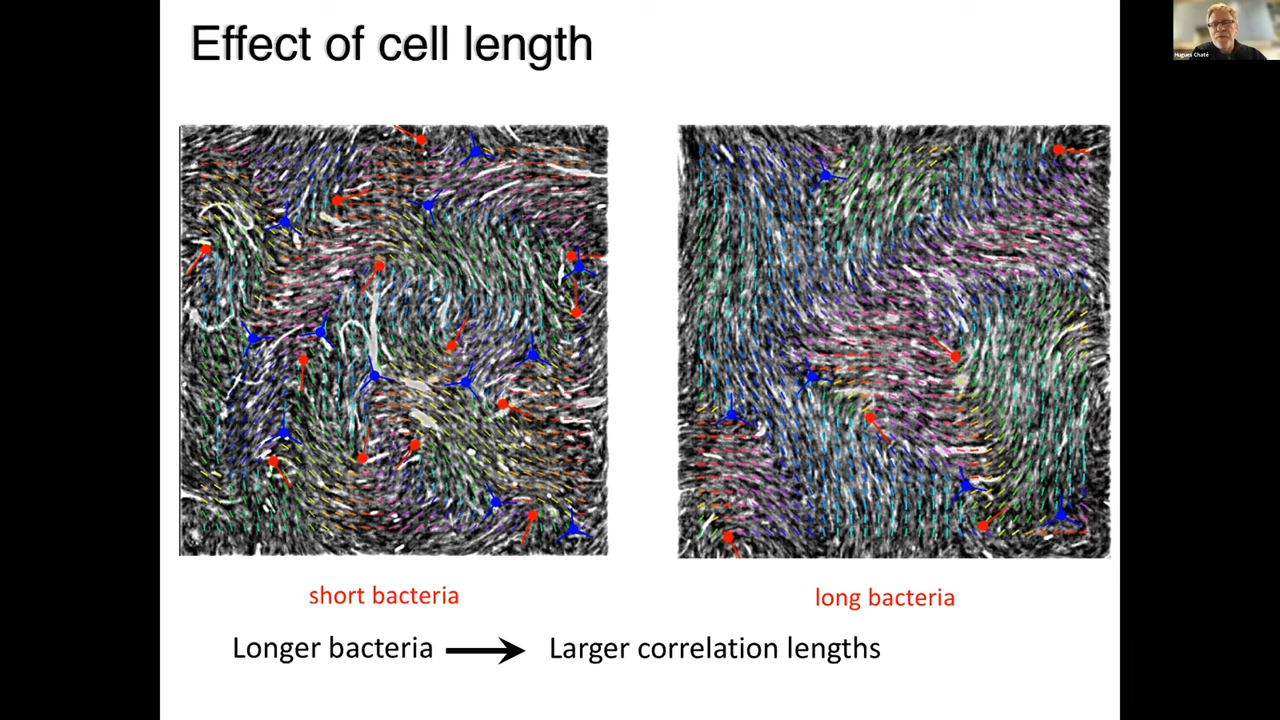 Effect of cell length
Hugues Chaté
short bacteria
long bacteria
Longer bacteria
Larger correlation lengths